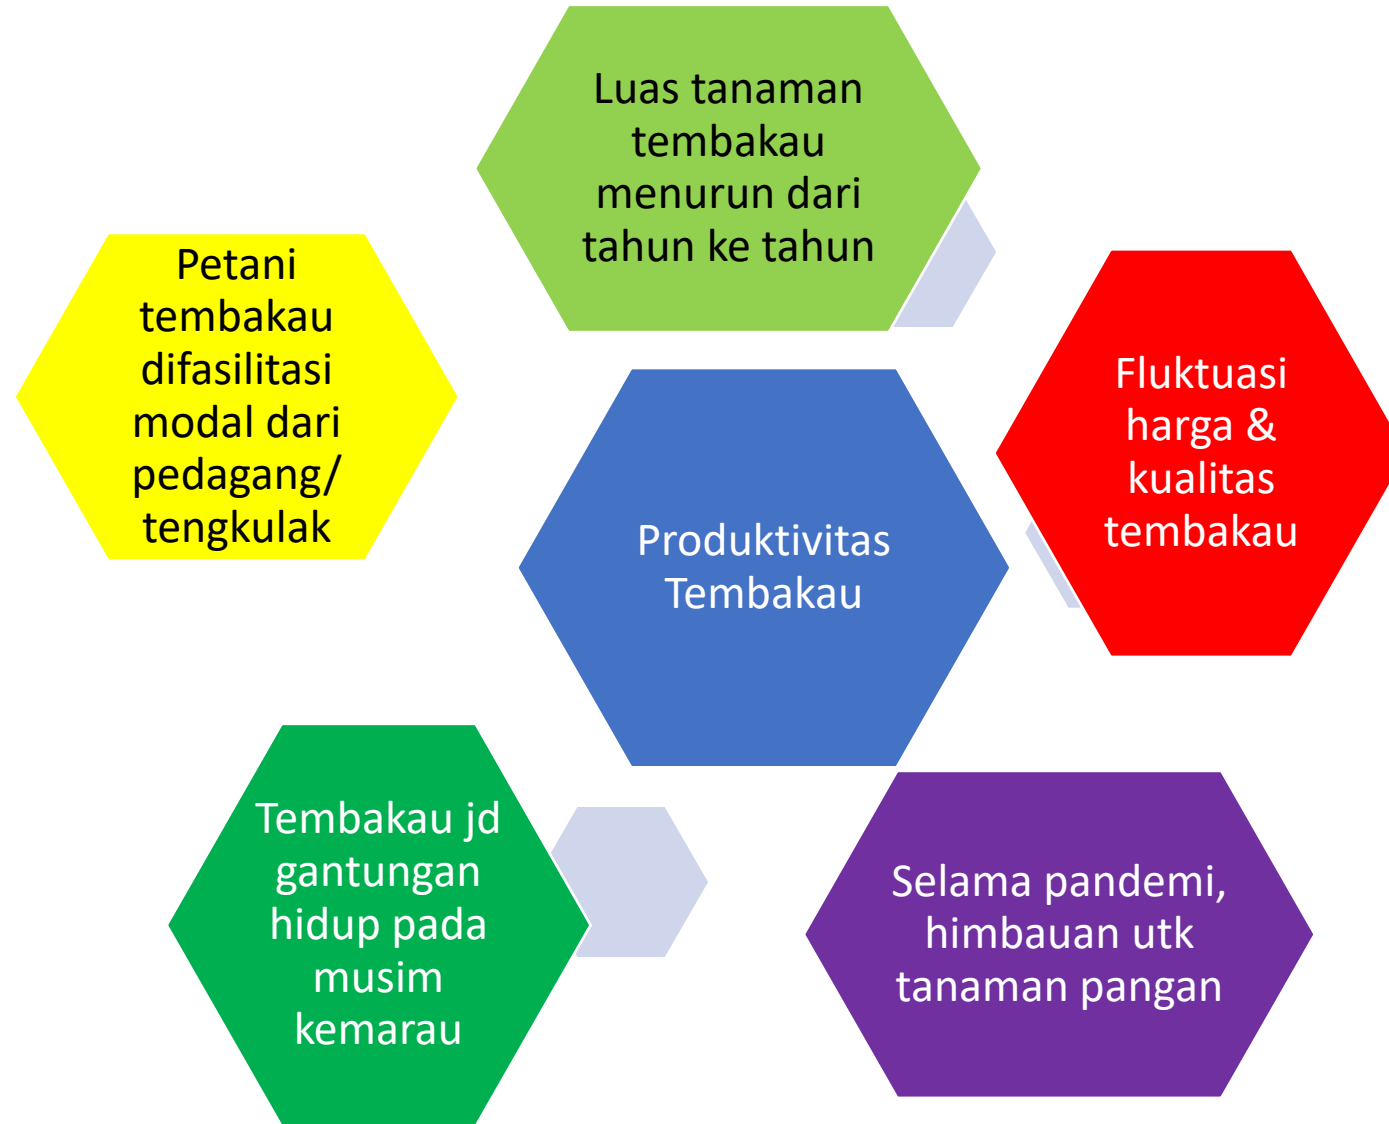 Luas tanaman
tembakau
menurun dari
tahun ke tahun
Petani
tembakau
difasilitasi
modal dari
pedagang/
tengkulak
Fluktuasi
harga &
kualitas
tembakau
Produktivitas
Tembakau
Tembakau jd
gantungan
hidup pada
musim
kemarau
Selama pandemi,
himbauan utk
tanaman pangan